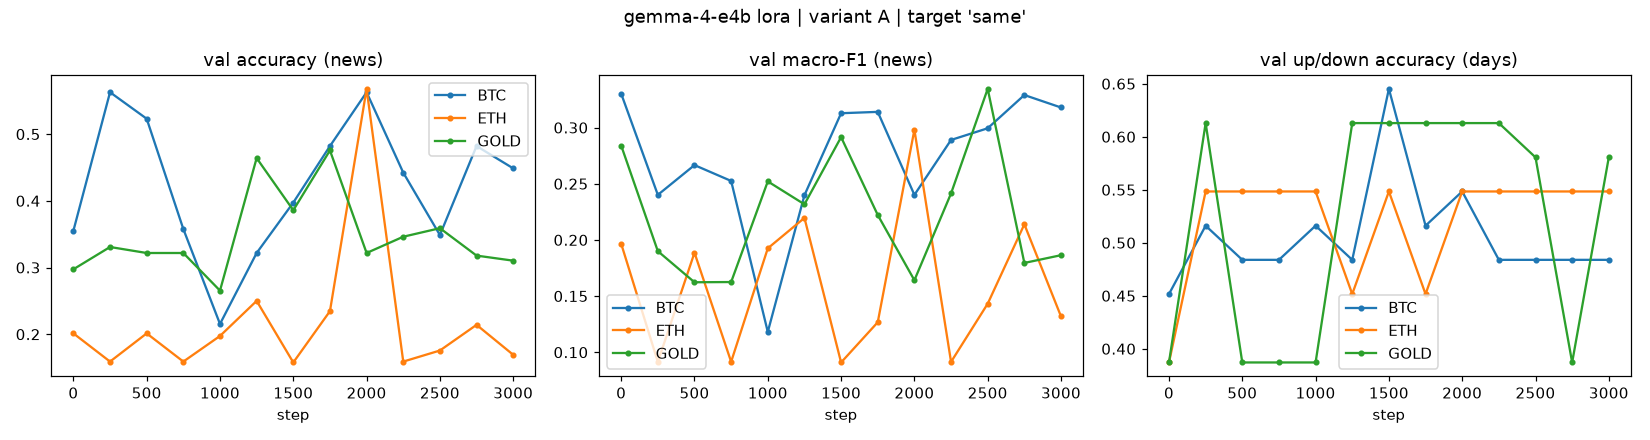 gemma-4-e4b lora | variant A | target 'same'
val accuracy (news)
0.5
0.4
0.3
0.2
0 500 1000 1500 2000 2500 3000
step
BTC
ETH
GOLD
val macro-F1 (news)
0.30
0.25
0.20
0.15
0.10
0 500 1000 1500 2000 2500 3000
step
BTC
ETH
GOLD
val up/down accuracy (days)
0.65
0.60
0.55
0.50
0.45
0.40
0 500 1000 1500 2000 2500 3000
step
BTC
ETH
GOLD